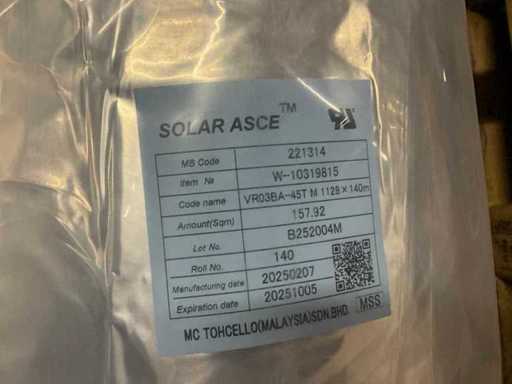 SOLAR ASCE™
MS Code 221314
Item № W-10319815
Code name VR03BA-45T M 1128×140m
Amount(Sqm) 157.92
Lot No. B252004M
Roll No. 140
Manufacturing date 20250207
Expiration date 20251005
MC TOHCELLO(MALAYSIA)SDN.BHD. MSS